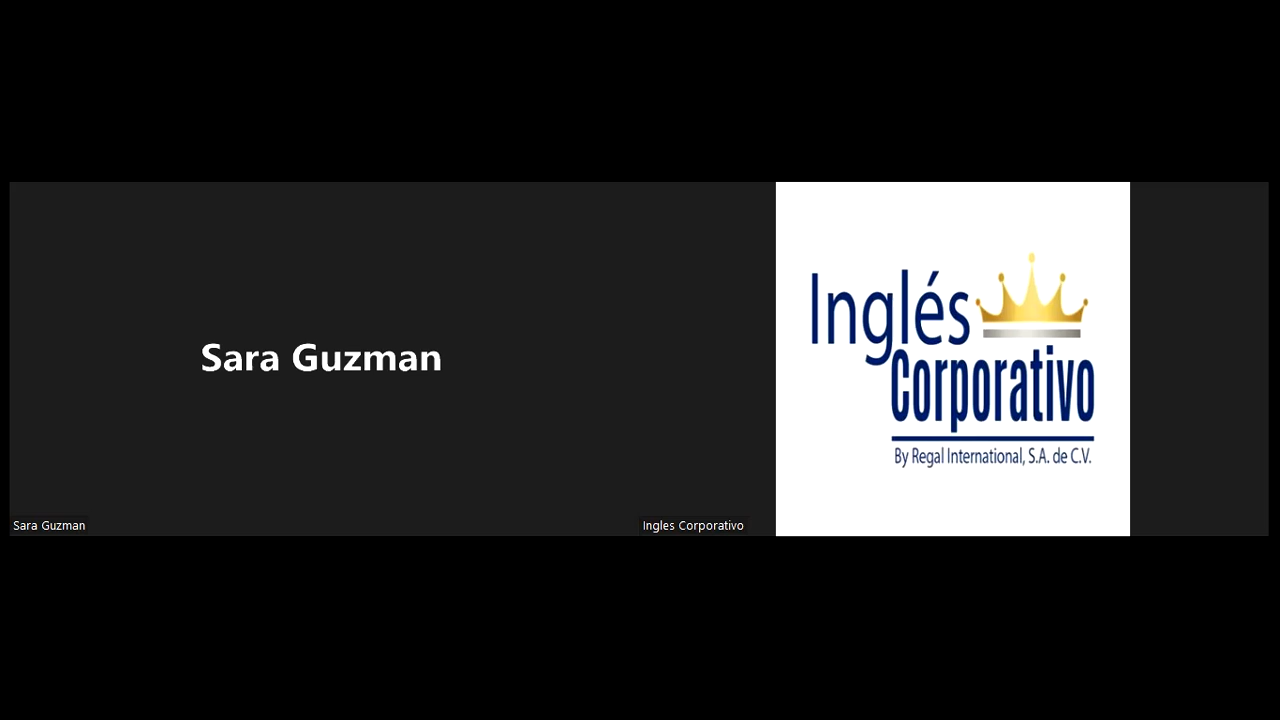 Sara Guzman
Sara Guzman
Inglés
Corporativo
By Regal International, S.A. de C.V.
Ingles Corporativo